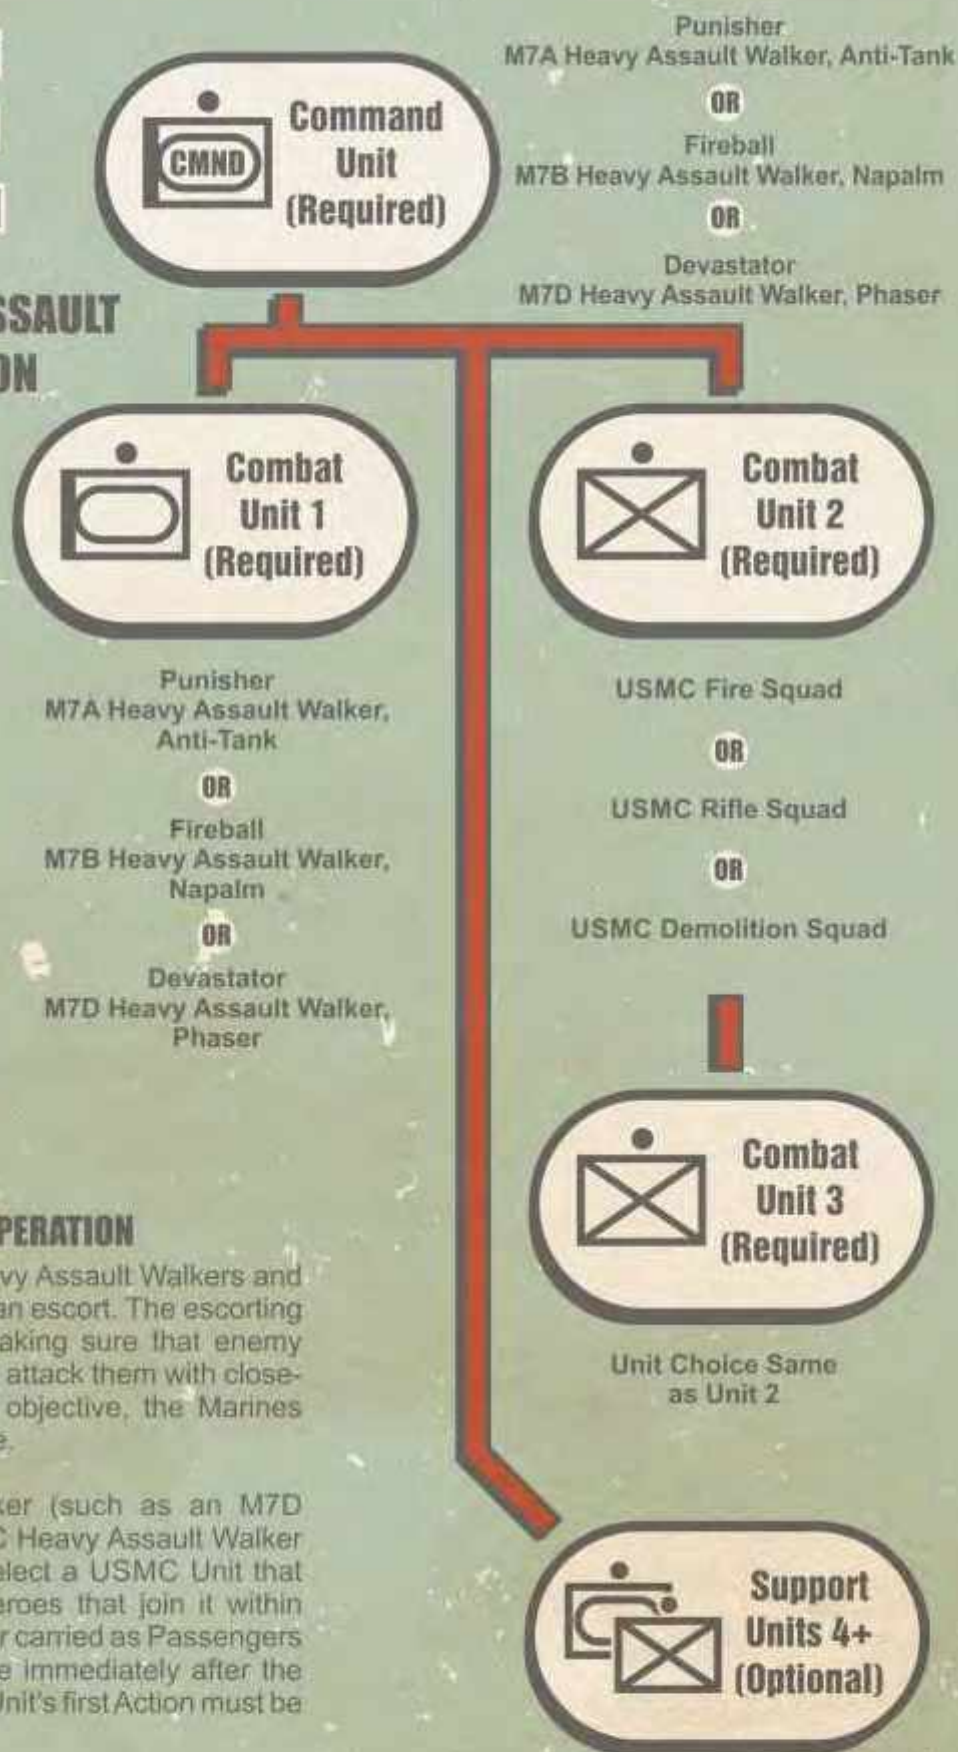 Punisher
M7A Heavy Assault Walker, Anti-Tank
OR
Fireball
M7B Heavy Assault Walker, Napalm
OR
Devastator
M7D Heavy Assault Walker, Phaser
CMND
Command
Unit
(Required)
SSAULT
ON
Combat
Unit 1
(Required)
Punisher
M7A Heavy Assault Walker,
Anti-Tank
OR
Fireball
M7B Heavy Assault Walker,
Napalm
OR
Devastator
M7D Heavy Assault Walker,
Phaser
Combat
Unit 2
(Required)
USMC Fire Squad
OR
USMC Rifle Squad
OR
USMC Demolition Squad
Combat
Unit 3
(Required)
Unit Choice Same
as Unit 2
PERATION
vy Assault Walkers and
an escort. The escorting
aking sure that enemy
attack them with close-
objective, the Marines
e.
ker (such as an M7D
C Heavy Assault Walker
elect a USMC Unit that
eroes that join it within
r carried as Passengers
e immediately after the
Unit's first Action must be
Support
Units 4+
(Optional)